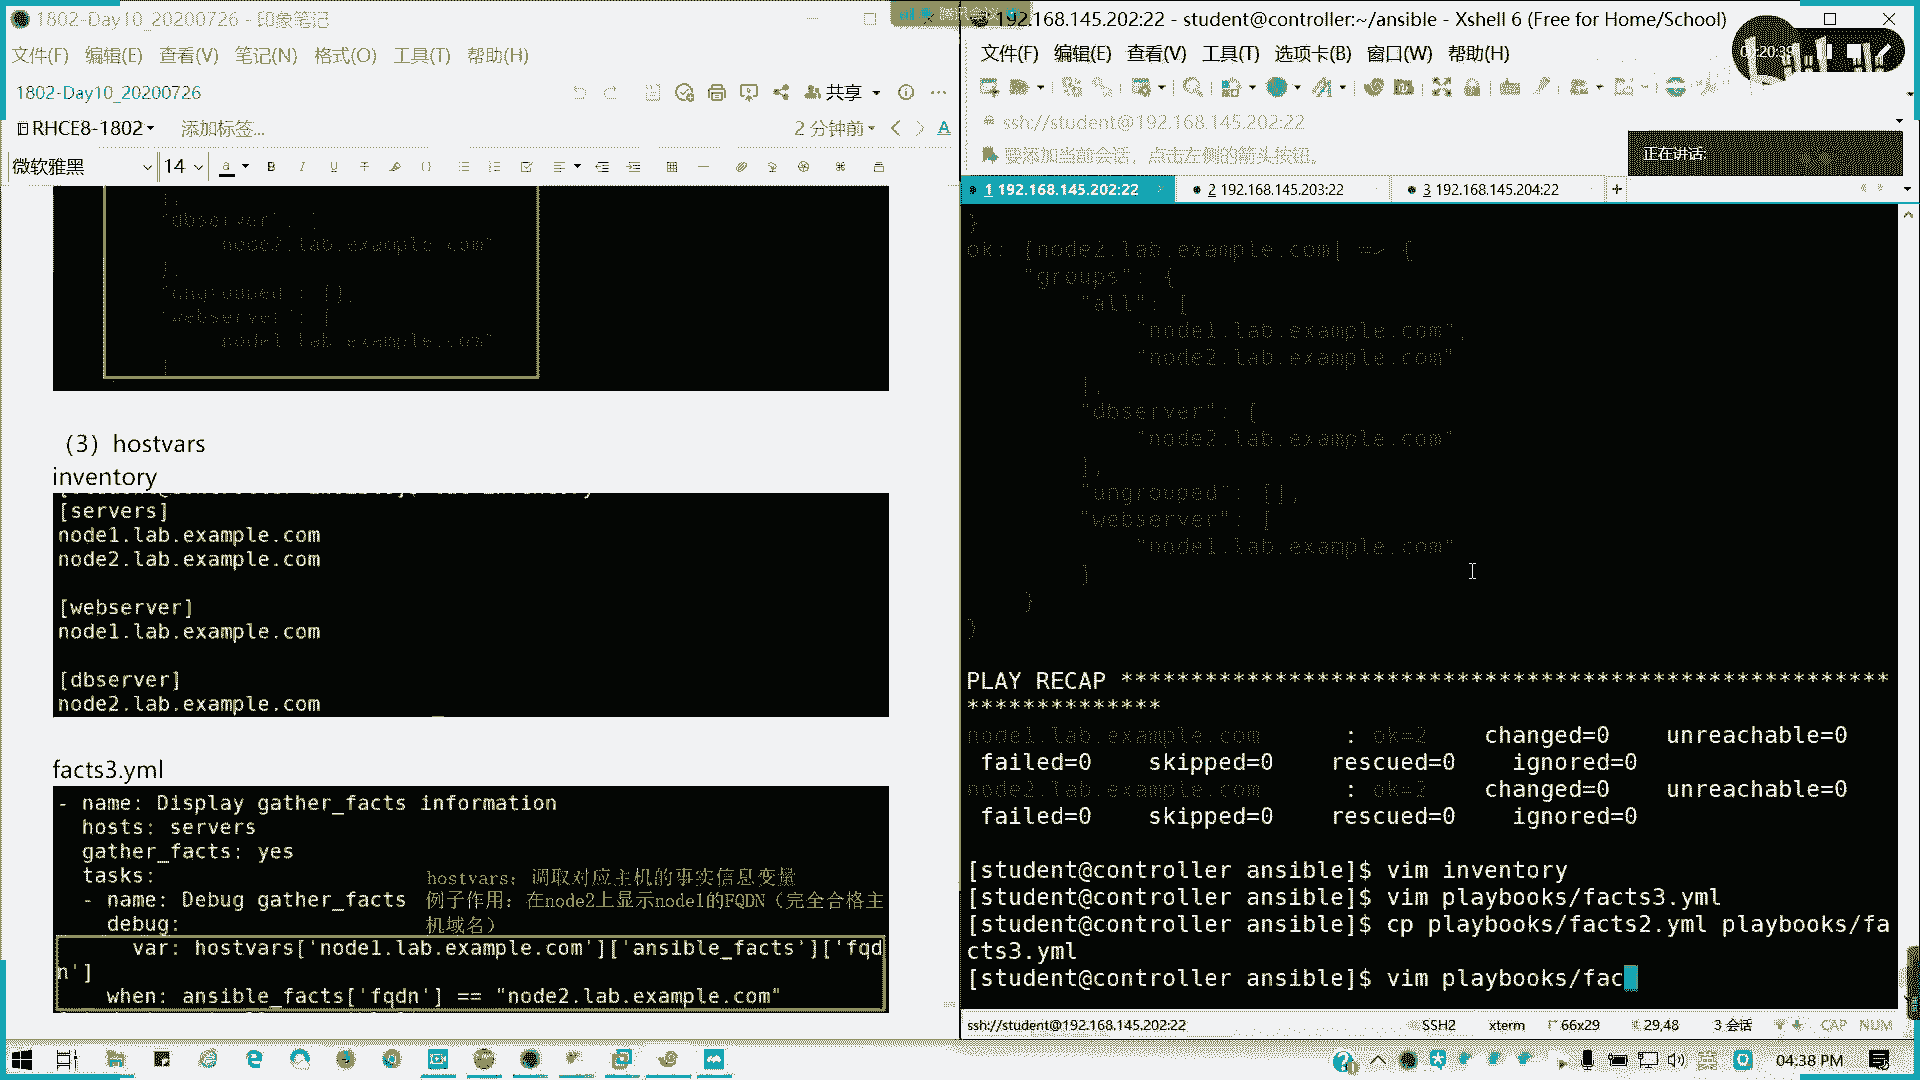 1802-Day10_20200726 - 印象笔记
文件(F) 编辑(E) 查看(V) 笔记(N) 格式(O) 工具(T) 帮助(H)
1802-Day10_20200726
共享
RHCE8-1802
添加标签...
2 分钟前
微软雅黑
14
],
"dbserver": [
"node2.lab.example.com"
],
"ungrouped": [],
"webserver": [
"node1.lab.example.com"
]
（3）hostvars
inventory
[servers]
node1.lab.example.com
node2.lab.example.com
[webserver]
node1.lab.example.com
[dbserver]
node2.lab.example.com
facts3.yml
- name: Display gather_facts information
hosts: servers
gather_facts: yes
tasks:
- name: Debug gather_facts
debug:
var: hostvars['node1.lab.example.com']['ansible_facts']['fqd
n']
when: ansible_facts['fqdn'] == "node2.lab.example.com"
hostvars：调取对应主机的事实信息变量
例子作用：在node2上显示node1的FQDN（完全合格主
机域名）
192.168.145.202:22 - student@controller:~/ansible - Xshell 6 (Free for Home/School)
文件(F) 编辑(E) 查看(V) 工具(T) 选项卡(B) 窗口(W) 帮助(H)
ssh://student@192.168.145.202:22
要添加当前会话，点击左侧的箭头按钮。
正在讲话:
1 192.168.145.202:22
2 192.168.145.203:22
3 192.168.145.204:22
}
ok: [node2.lab.example.com] => {
"groups": {
"all": [
"node1.lab.example.com",
"node2.lab.example.com"
],
"dbserver": [
"node2.lab.example.com"
],
"ungrouped": [],
"webserver": [
"node1.lab.example.com"
]
}
}
PLAY RECAP ********************************************************
**************
node1.lab.example.com : ok=2 changed=0 unreachable=0
failed=0 skipped=0 rescued=0 ignored=0
node2.lab.example.com : ok=2 changed=0 unreachable=0
failed=0 skipped=0 rescued=0 ignored=0
[student@controller ansible]$ vim inventory
[student@controller ansible]$ vim playbooks/facts3.yml
[student@controller ansible]$ cp playbooks/facts2.yml playbooks/fa
cts3.yml
[student@controller ansible]$ vim playbooks/fac
ssh://student@192.168.145.202:22
SSH2
xterm
66x29
29,48
3 会话
CAP NUM
04:38 PM